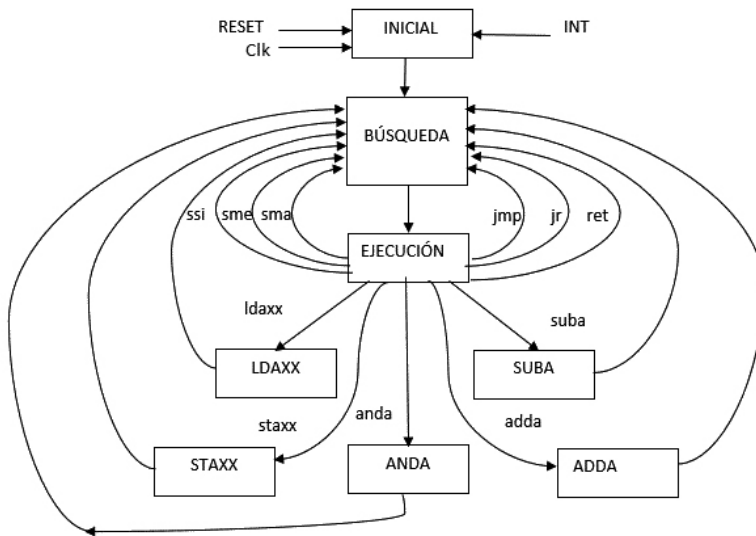 RESET
Clk
INICIAL
INT
BÚSQUEDA
ssi
sme
sma
jmp
jr
ret
EJECUCIÓN
ldaxx
suba
LDAXX
SUBA
staxx
anda
adda
STAXX
ANDA
ADDA